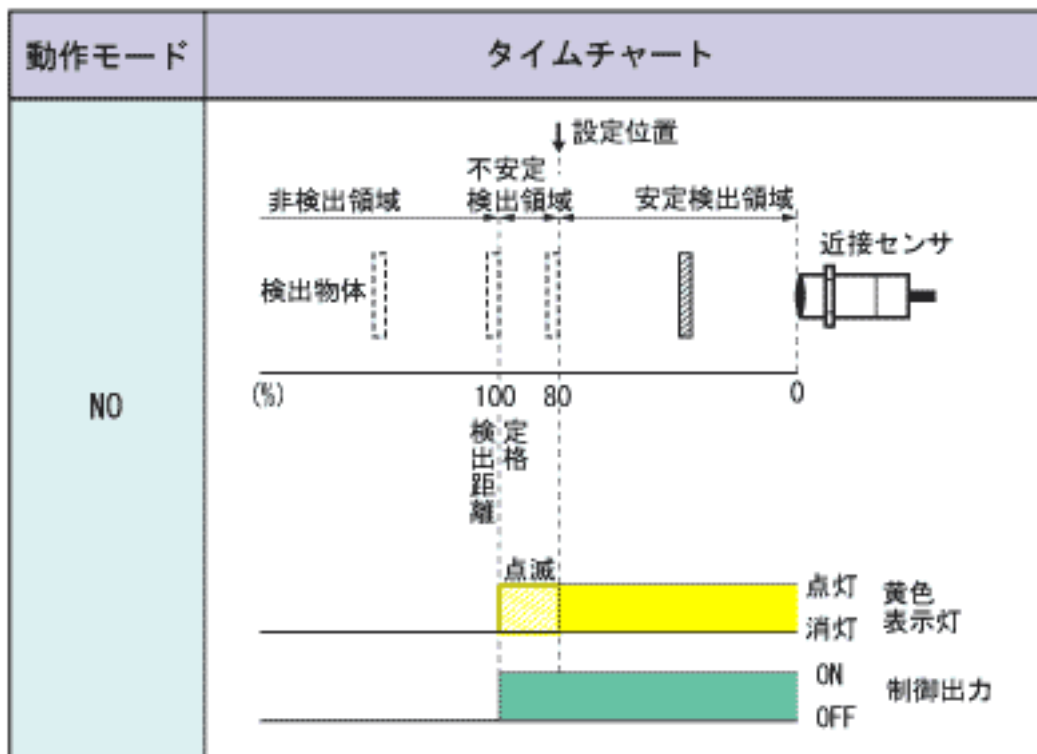 動作モード
タイムチャート
NO
設定位置
不安定
非検出領域
検出領域
安定検出領域
近接センサ
検出物体
(%)
100
80
0
定格
検出距離
点滅
点灯
消灯
黄色
表示灯
ON
OFF
制御出力